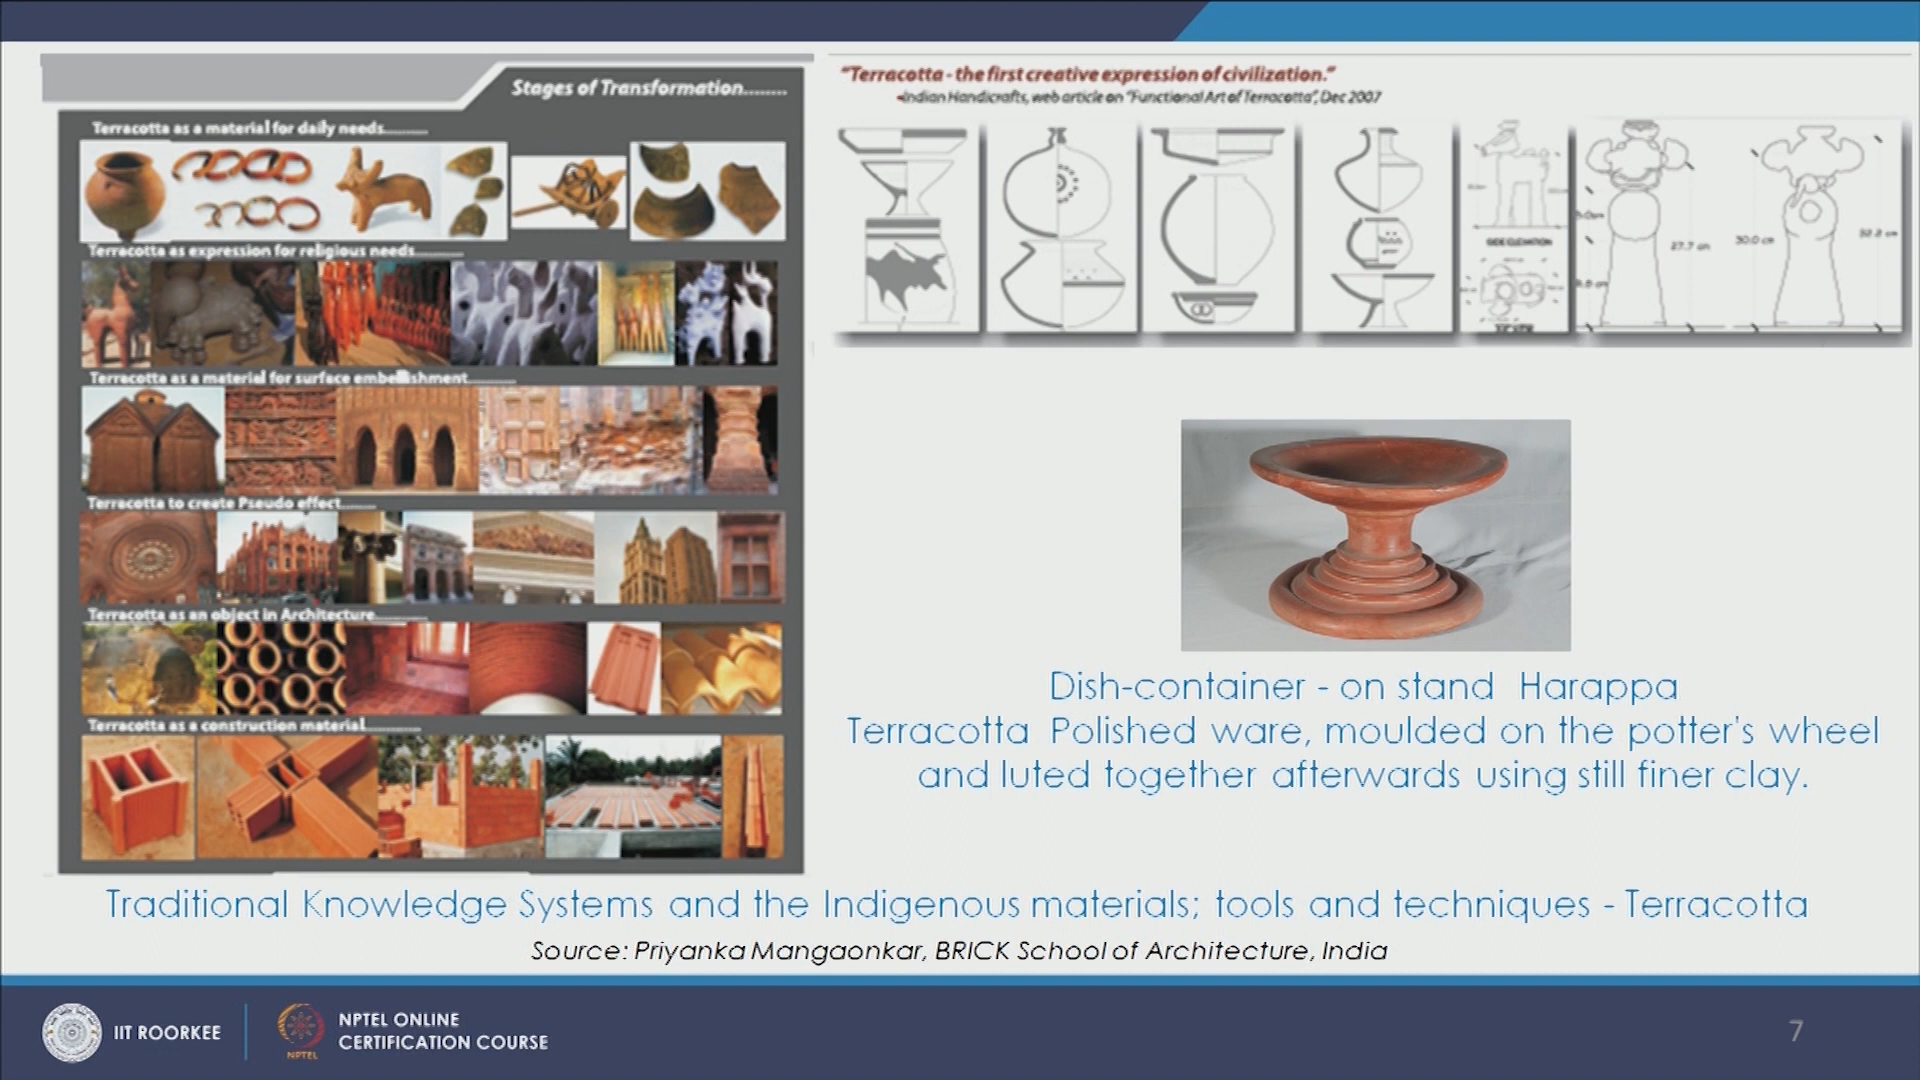 Stages of Transformation........
Terracotta as a material for daily needs...........
Terracotta as expression for religious needs............
Terracotta as a material for surface embellishment............
Terracotta to create Pseudo effect.........
Terracotta as an object in Architecture.............
Terracotta as a construction material..............
"Terracotta - the first creative expression of civilization."
-Indian Handicrafts, web article on "Functional Art of Terracotta", Dec 2007
SIDE ELEVATION
27.7 cm
30.0 cm
Dish-container - on stand Harappa
Terracotta Polished ware, moulded on the potter's wheel
and luted together afterwards using still finer clay.
Traditional Knowledge Systems and the Indigenous materials; tools and techniques - Terracotta
Source: Priyanka Mangaonkar, BRICK School of Architecture, India
IIT ROORKEE
NPTEL
NPTEL ONLINE
CERTIFICATION COURSE
7